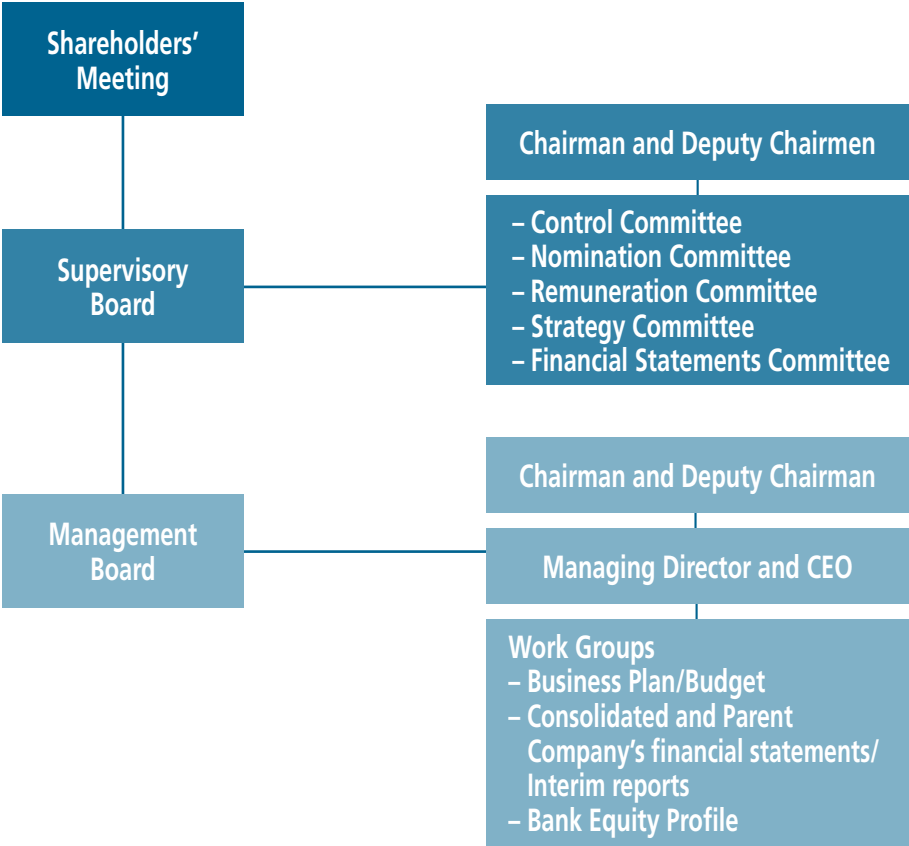 Shareholders’
Meeting
Chairman and Deputy Chairmen
Supervisory
Board
– Control Committee
– Nomination Committee
– Remuneration Committee
– Strategy Committee
– Financial Statements Committee
Chairman and Deputy Chairman
Management
Board
Managing Director and CEO
Work Groups
– Business Plan/Budget
– Consolidated and Parent
Company’s financial statements/
Interim reports
– Bank Equity Profile